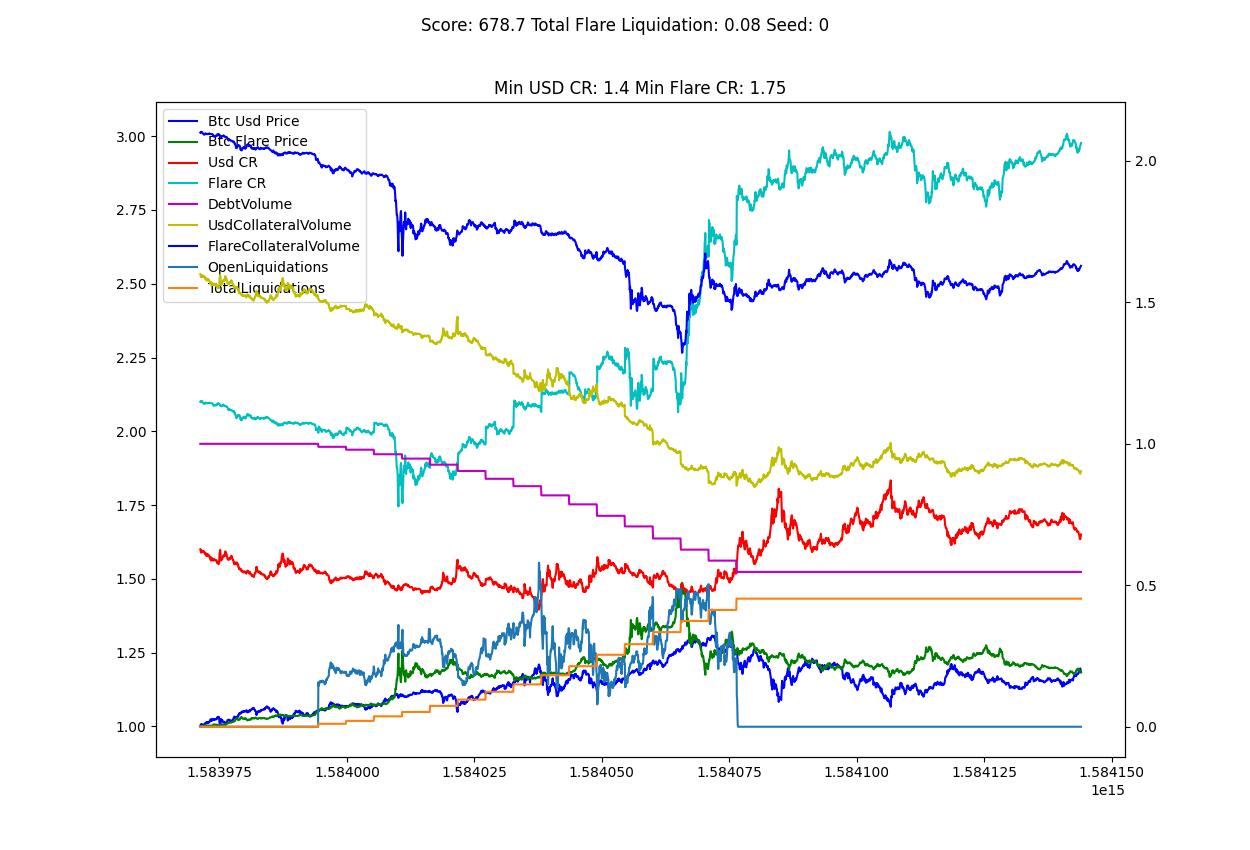 Score: 678.7 Total Flare Liquidation: 0.08 Seed: 0
Min USD CR: 1.4 Min Flare CR: 1.75
Btc Usd Price
Btc Flare Price
Usd CR
Flare CR
DebtVolume
UsdCollateralVolume
FlareCollateralVolume
OpenLiquidations
TotalLiquidations
3.00
2.75
2.50
2.25
2.00
1.75
1.50
1.25
1.00
2.0
1.5
1.0
0.5
0.0
1.583975 1.584000 1.584025 1.584050 1.584075 1.584100 1.584125 1.584150
1e15